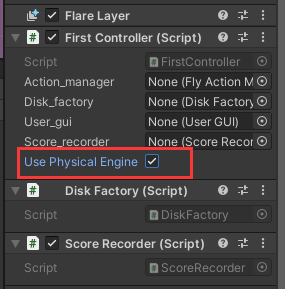 Flare Layer
First Controller (Script)
Script FirstController
Action_manager None (Fly Action M
Disk_factory None (Disk Factory
User_gui None (User GUI)
Score_recorder None (Score Recor
Use Physical Engine
Disk Factory (Script)
Script DiskFactory
Score Recorder (Script)
Script ScoreRecorder